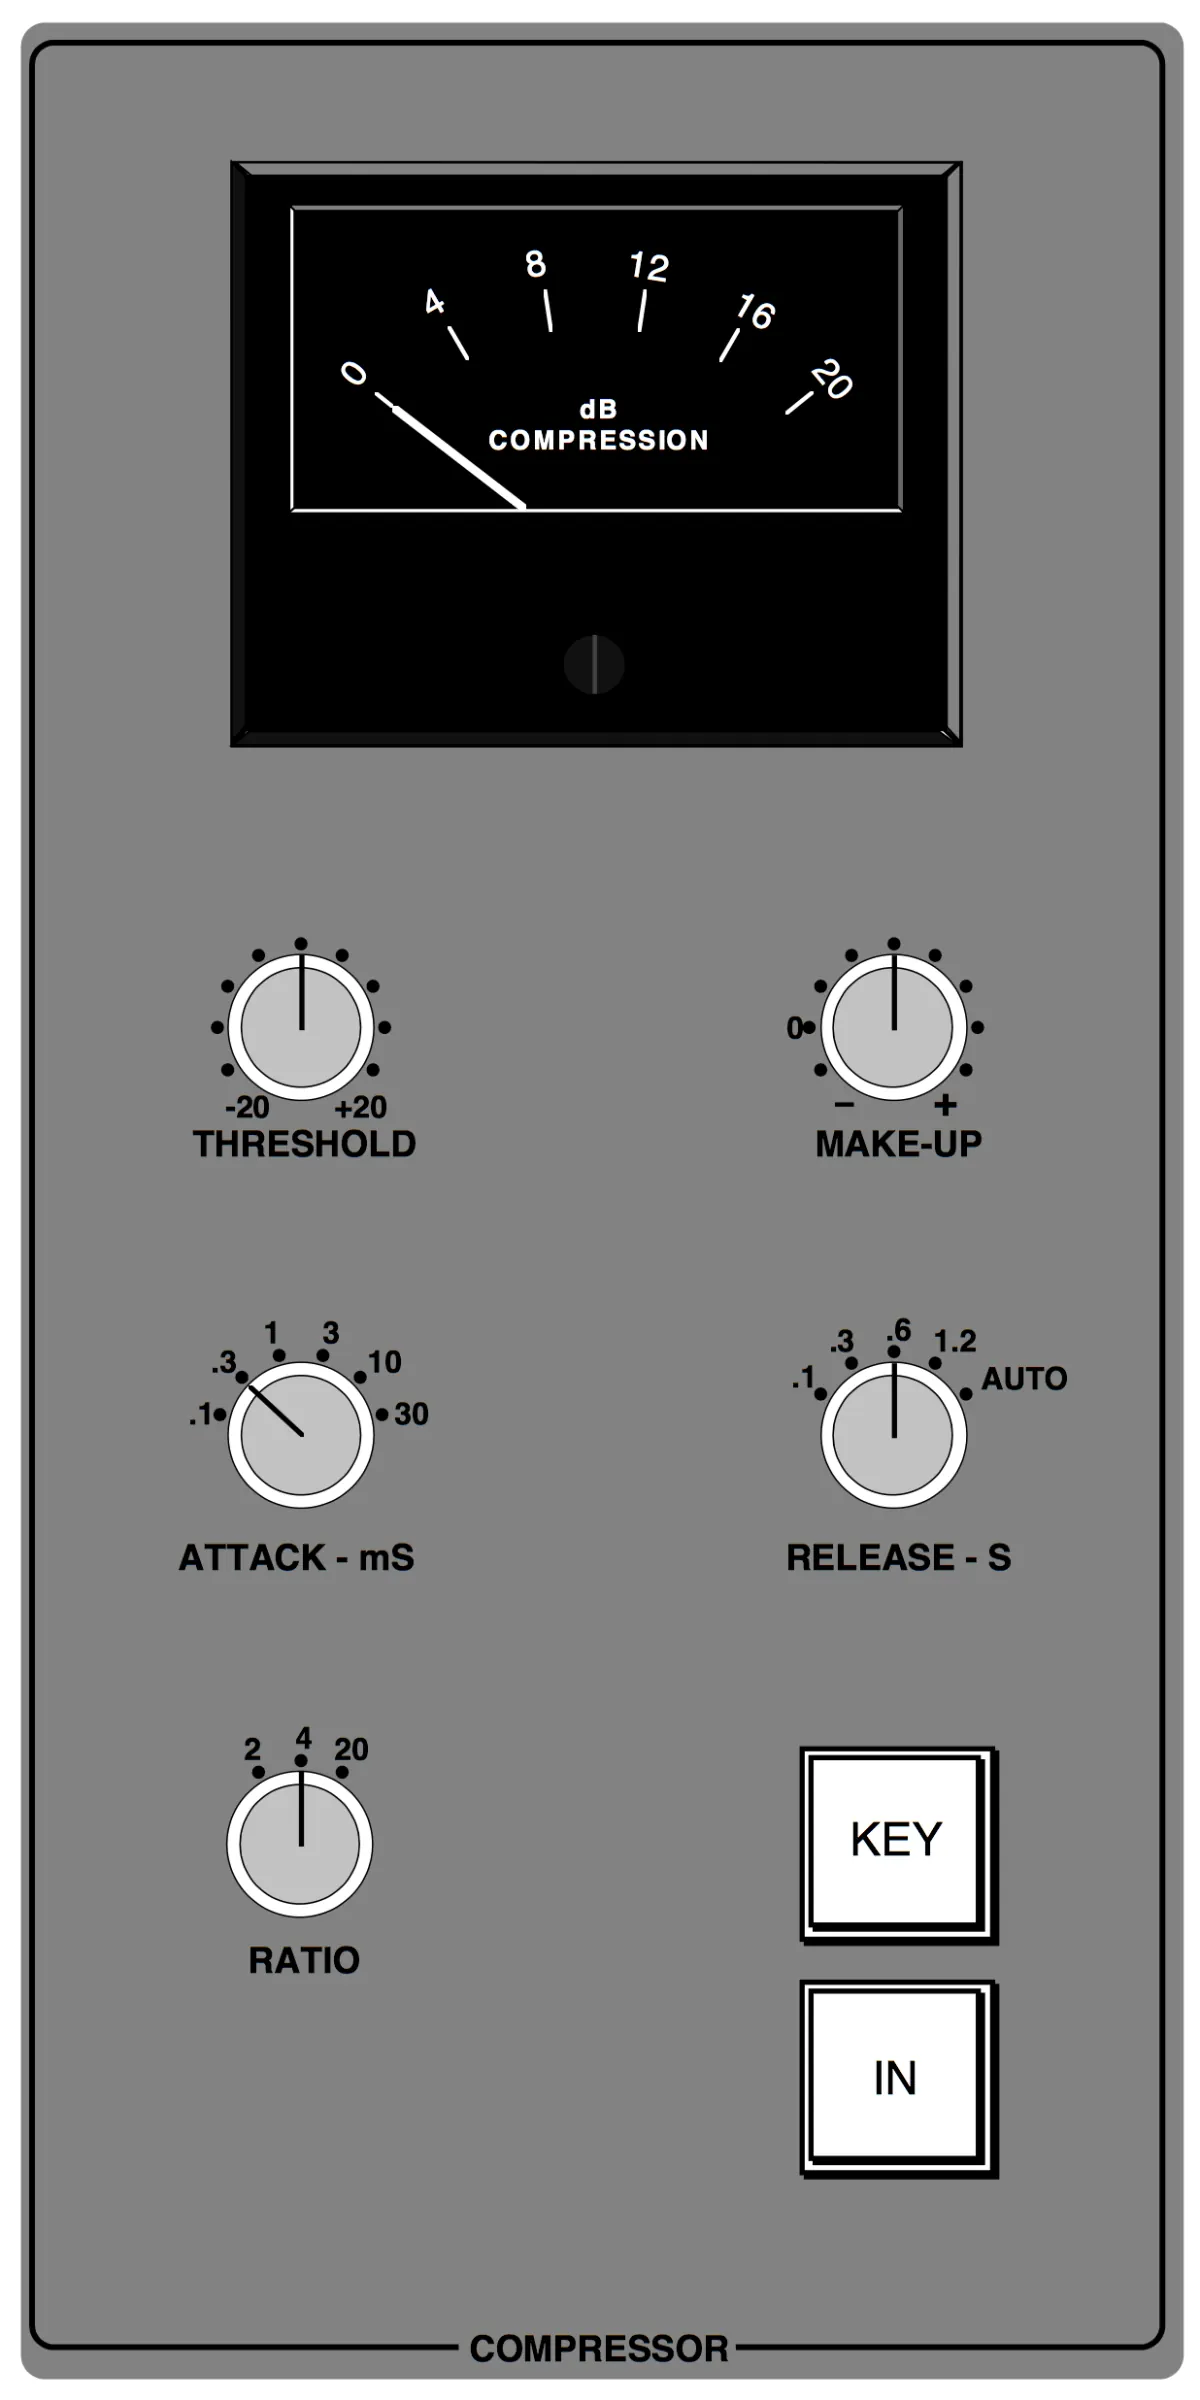 0 4 8 12 16 20
dB
COMPRESSION
0
-20 +20
THRESHOLD
− +
MAKE-UP
.1 .3 1 3 10 30
ATTACK - mS
.1 .3 .6 1.2 AUTO
RELEASE - S
2 4 20
RATIO
KEY
IN
COMPRESSOR